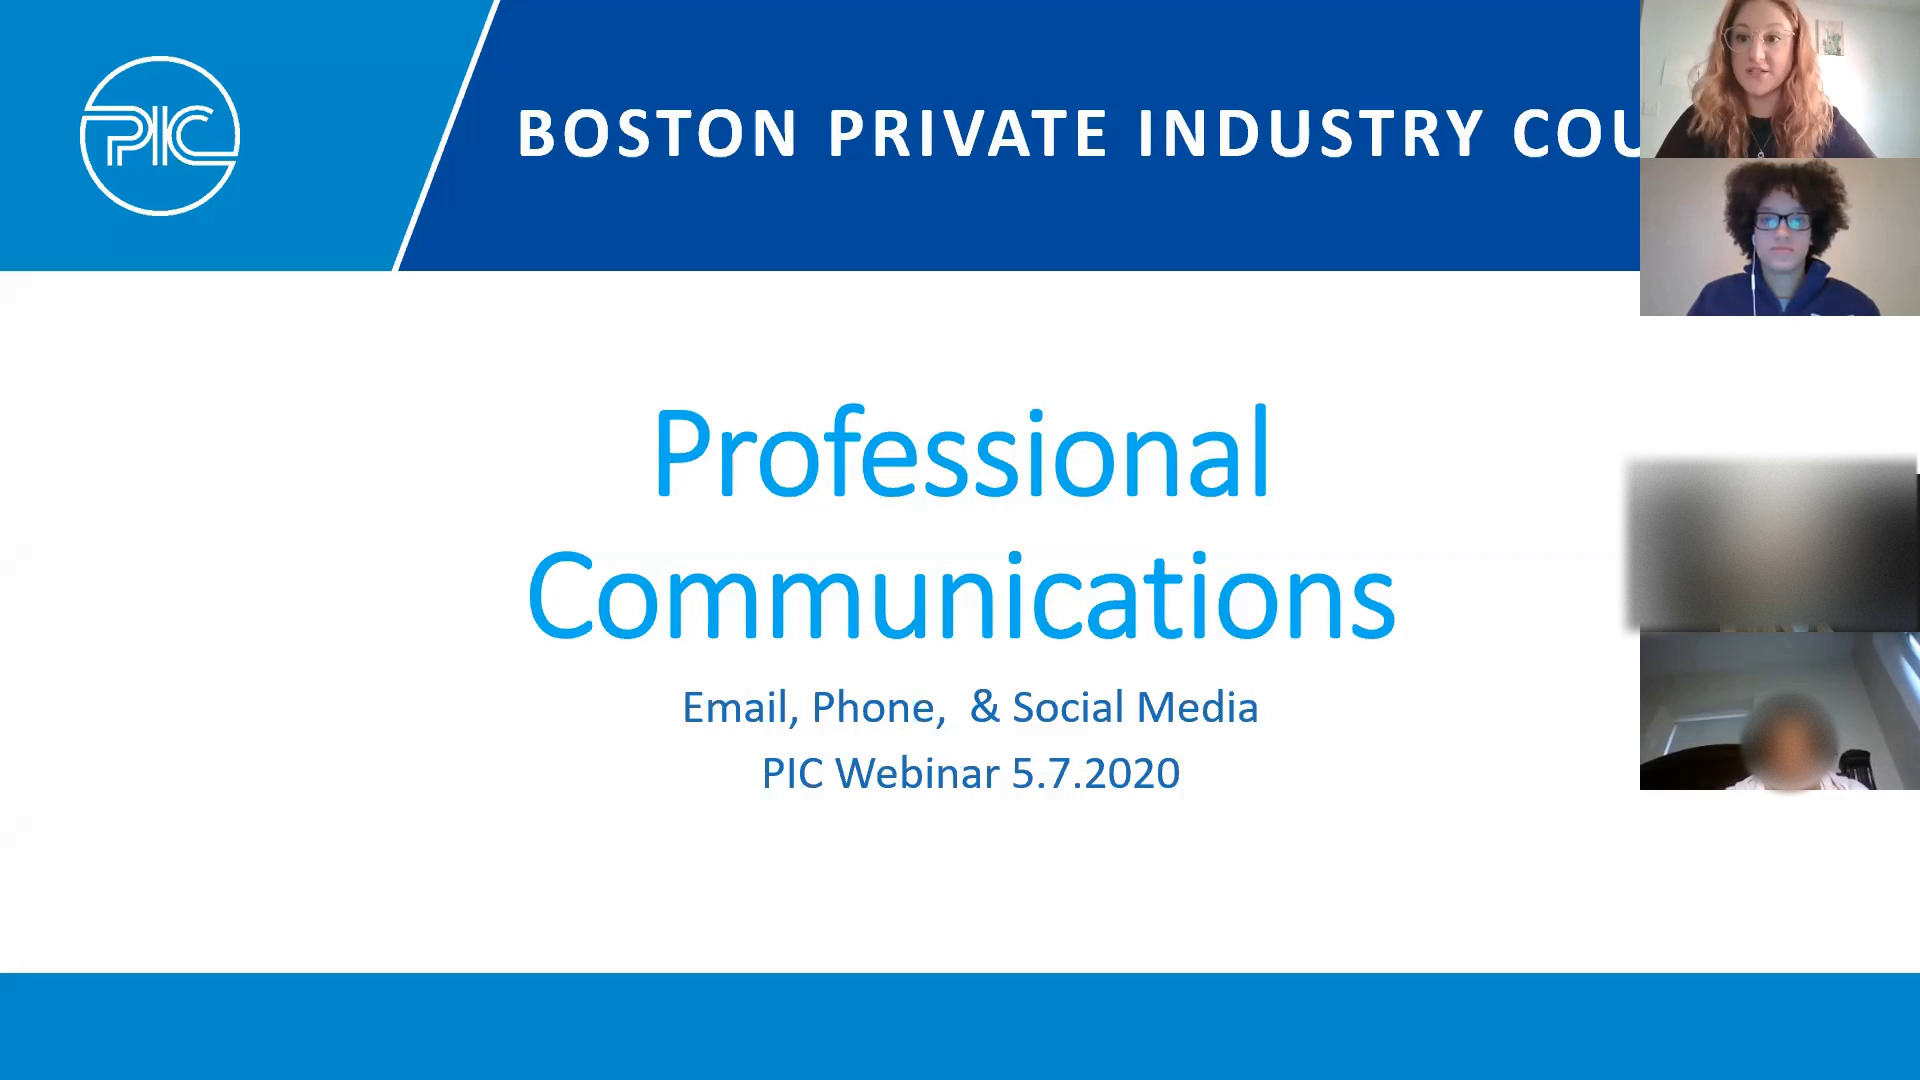 PIC
BOSTON PRIVATE INDUSTRY COU
Professional
Communications
Email, Phone, & Social Media
PIC Webinar 5.7.2020